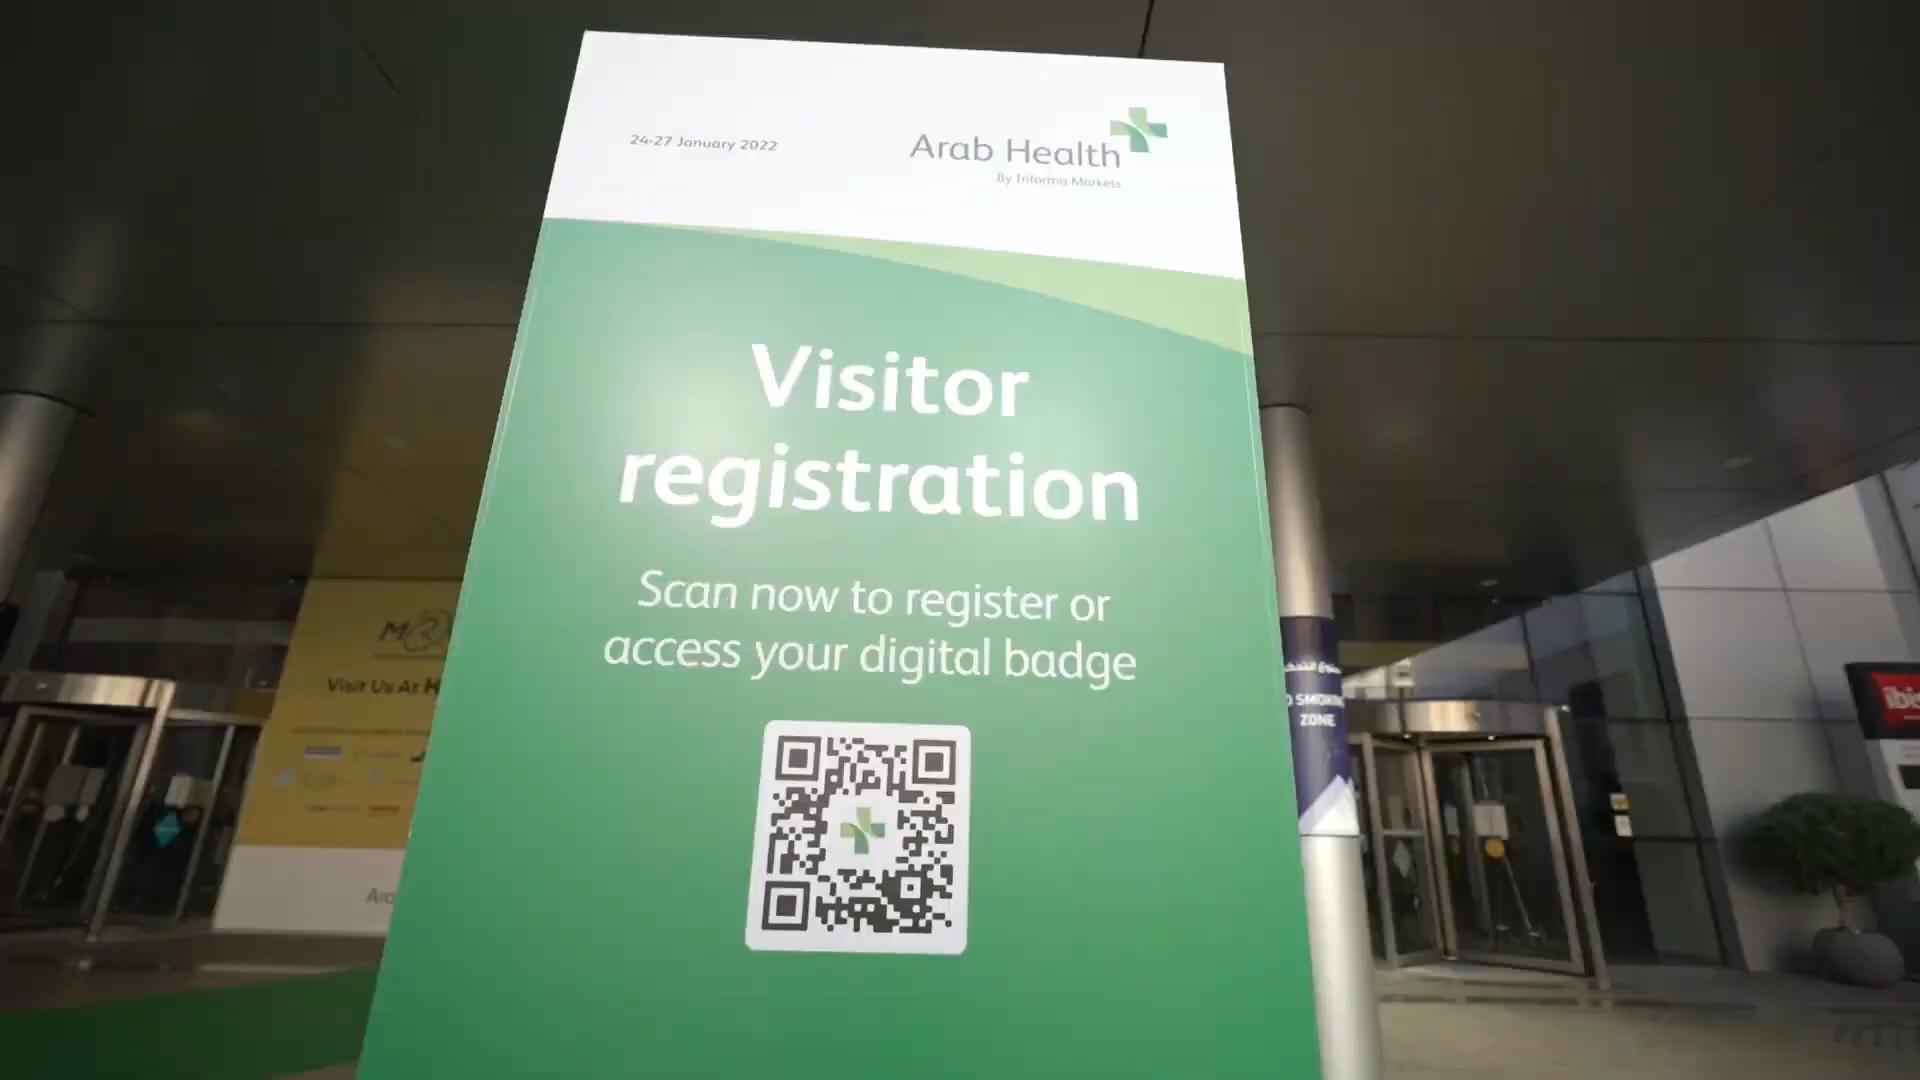 24-27 January 2022
Arab Health
By Informa Markets
Visitor
registration
Scan now to register or
access your digital badge
Visit Us At
SMOKING
ZONE